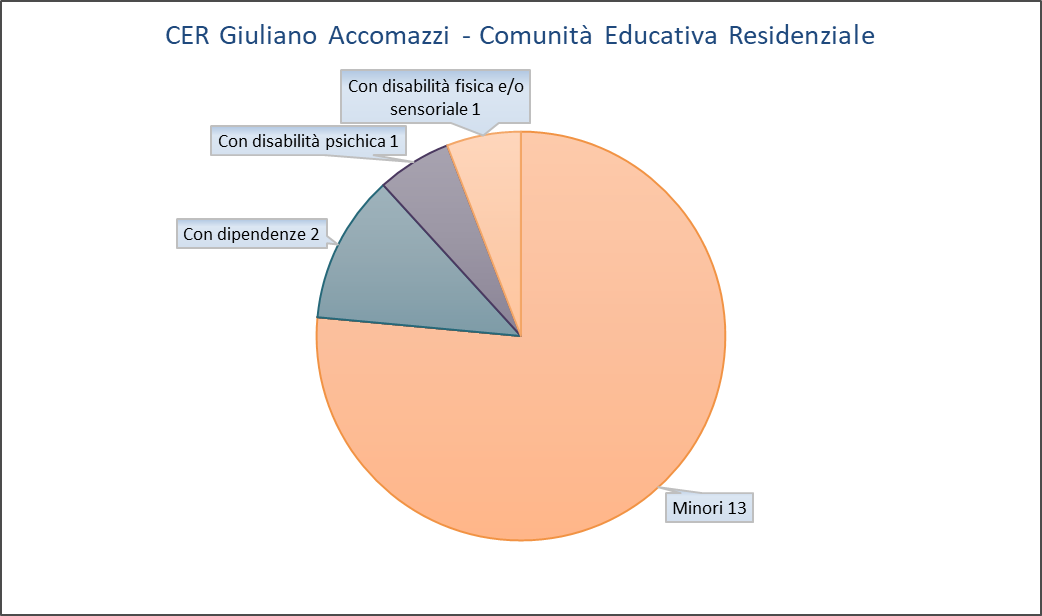 CER Giuliano Accomazzi - Comunità Educativa Residenziale
Con disabilità fisica e/o
sensoriale 1
Con disabilità psichica 1
Con dipendenze 2
Minori 13